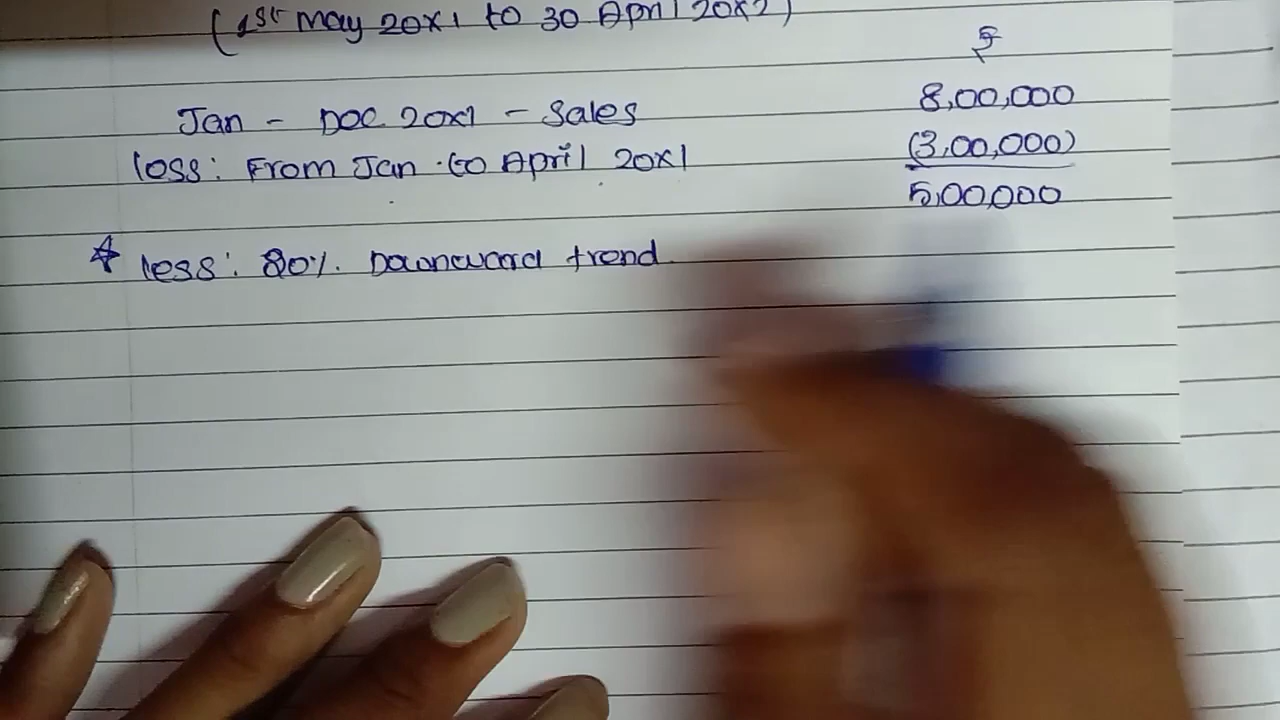 (1st May 20x1 to 30 April 20x2)
₹
Jan - Dec 20x1 - Sales 8,00,000
less: From Jan to April 20x1 (3,00,000)
5,00,000
* less: 80%. Downward trend